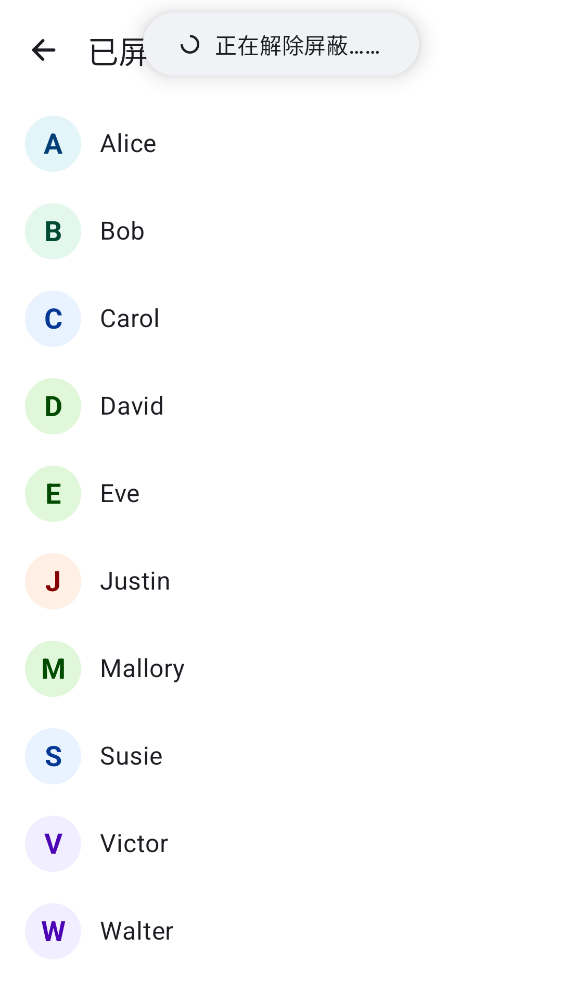 已屏
正在解除屏蔽……
A Alice
B Bob
C Carol
D David
E Eve
J Justin
M Mallory
S Susie
V Victor
W Walter